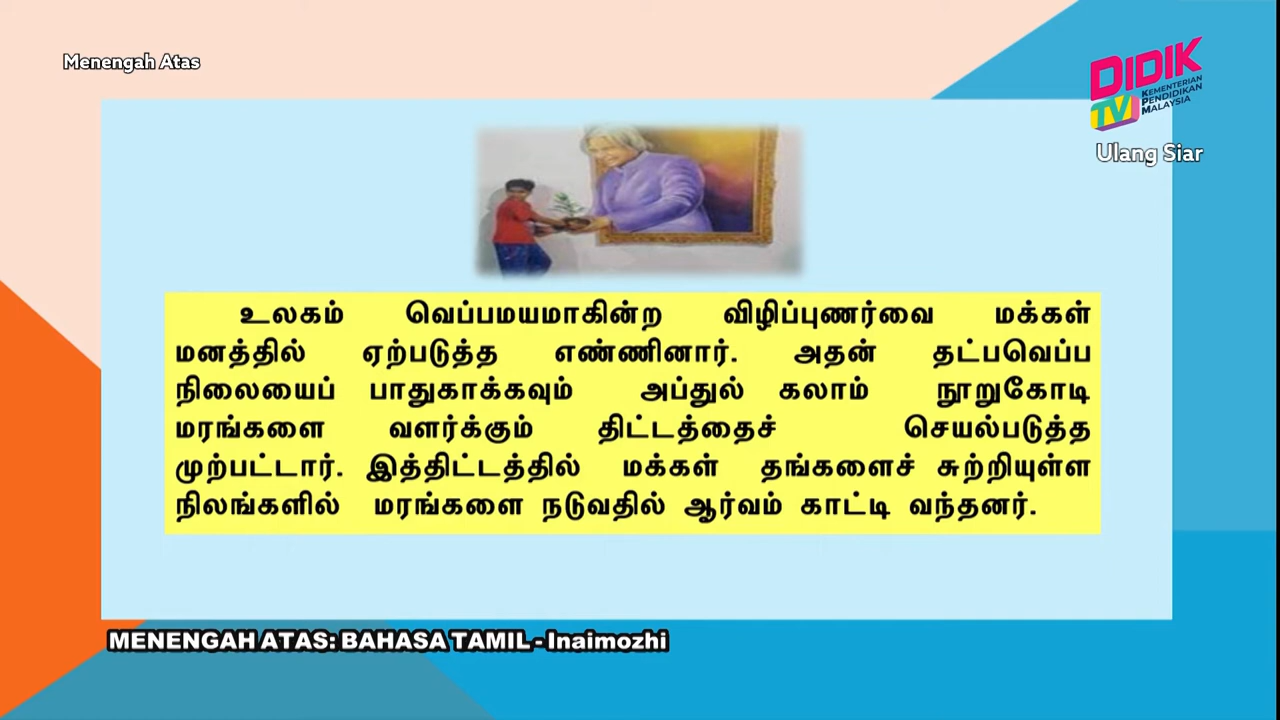 Menengah Atas
DIDIK
TV
KEMENTERIAN
PENDIDIKAN
MALAYSIA
Ulang Siar
உலகம் வெப்பமயமாகின்ற விழிப்புணர்வை மக்கள்
மனத்தில் ஏற்படுத்த எண்ணினார். அதன் தட்பவெப்ப
நிலையைப் பாதுகாக்கவும் அப்துல் கலாம் நூறுகோடி
மரங்களை வளர்க்கும் திட்டத்தைச் செயல்படுத்த
முற்பட்டார். இத்திட்டத்தில் மக்கள் தங்களைச் சுற்றியுள்ள
நிலங்களில் மரங்களை நடுவதில் ஆர்வம் காட்டி வந்தனர்.
MENENGAH ATAS: BAHASA TAMIL - Inaimozhi